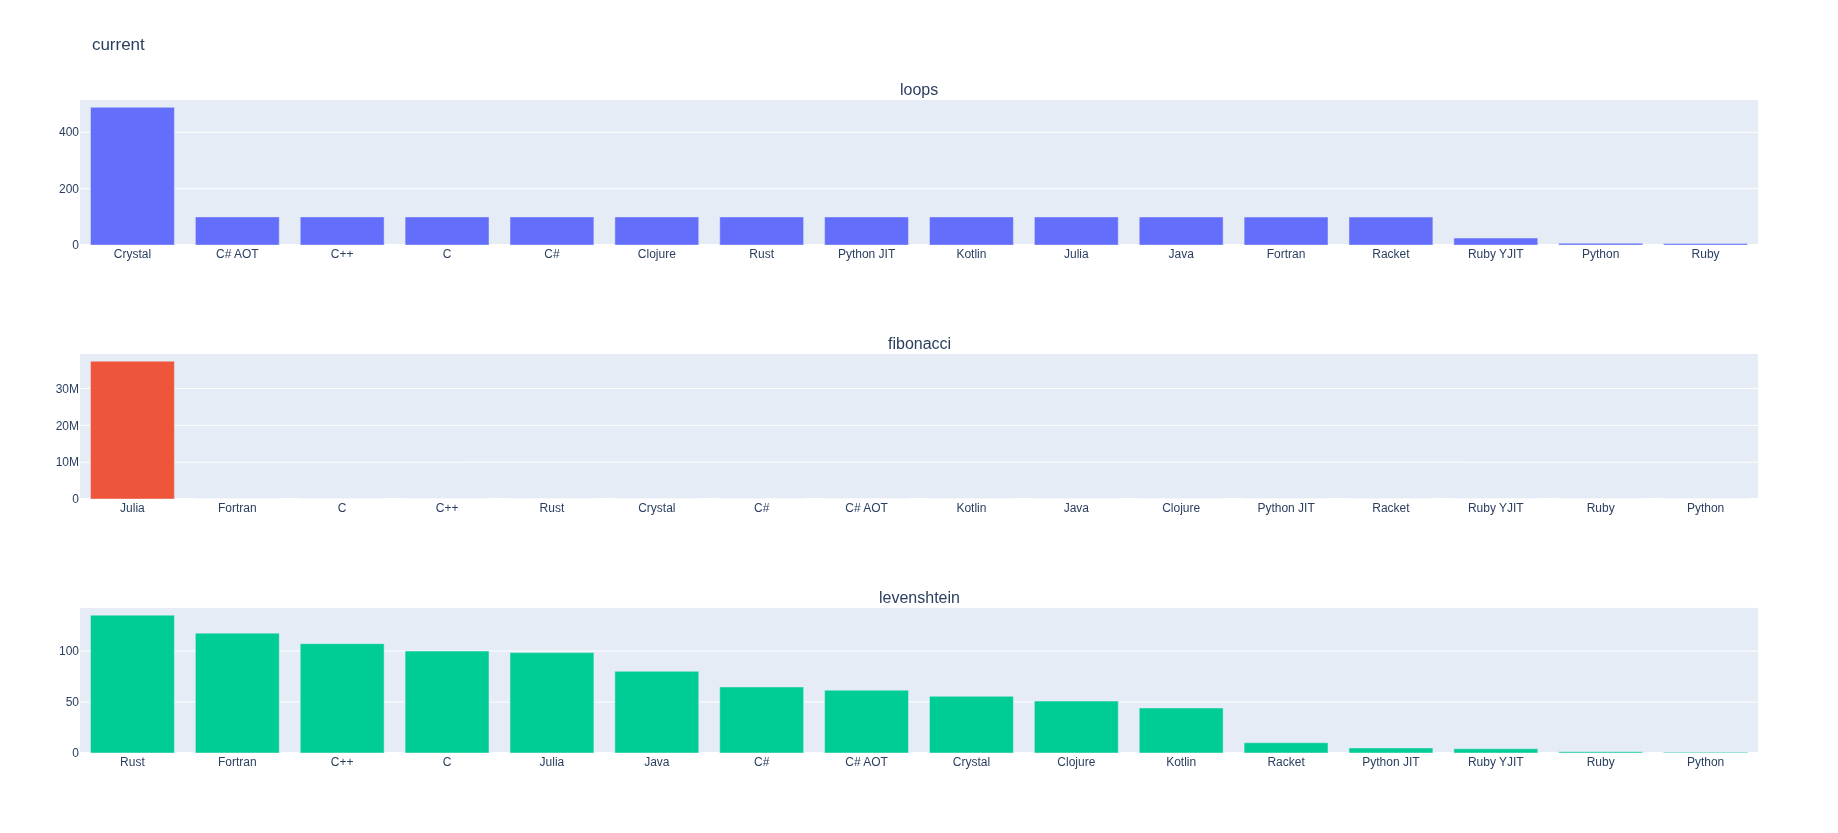 current
loops
400
200
0
Crystal C# AOT C++ C C# Clojure Rust Python JIT Kotlin Julia Java Fortran Racket Ruby YJIT Python Ruby
fibonacci
30M
20M
10M
0
Julia Fortran C C++ Rust Crystal C# C# AOT Kotlin Java Clojure Python JIT Racket Ruby YJIT Ruby Python
levenshtein
100
50
0
Rust Fortran C++ C Julia Java C# C# AOT Crystal Clojure Kotlin Racket Python JIT Ruby YJIT Ruby Python